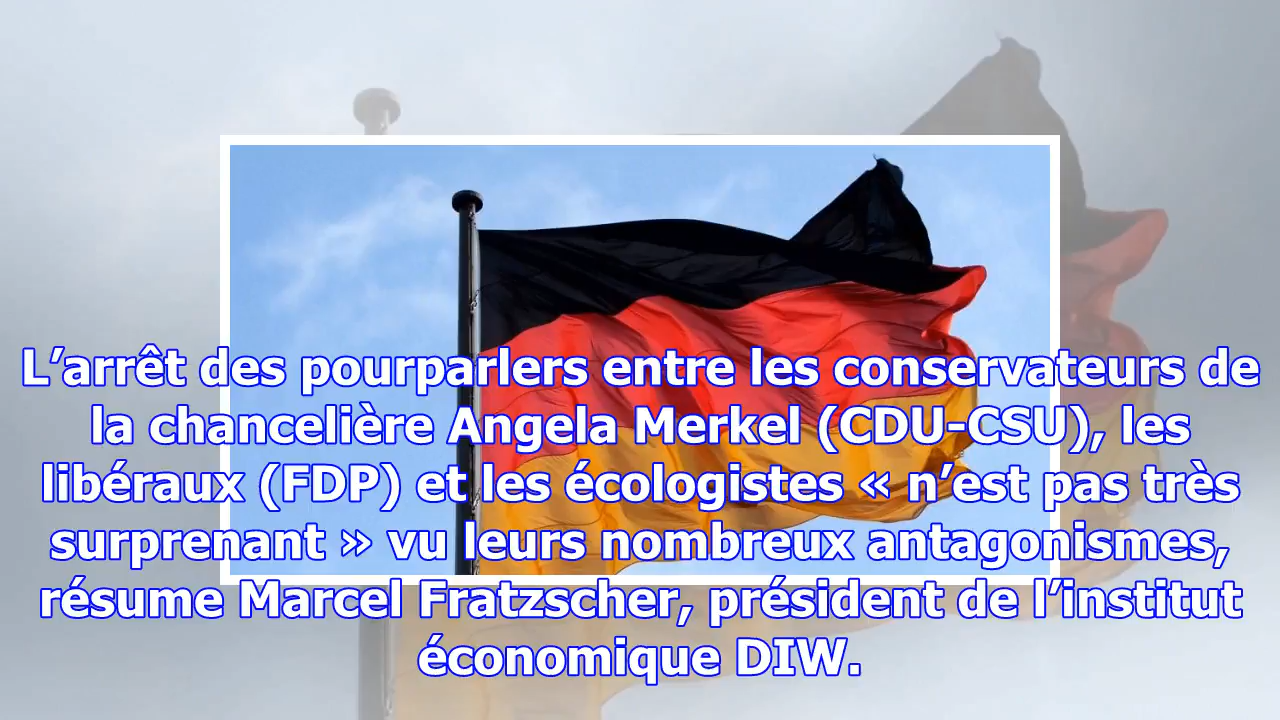 L’arrêt des pourparlers entre les conservateurs de
la chancelière Angela Merkel (CDU-CSU), les
libéraux (FDP) et les écologistes « n’est pas très
surprenant » vu leurs nombreux antagonismes,
résume Marcel Fratzscher, président de l’institut
économique DIW.